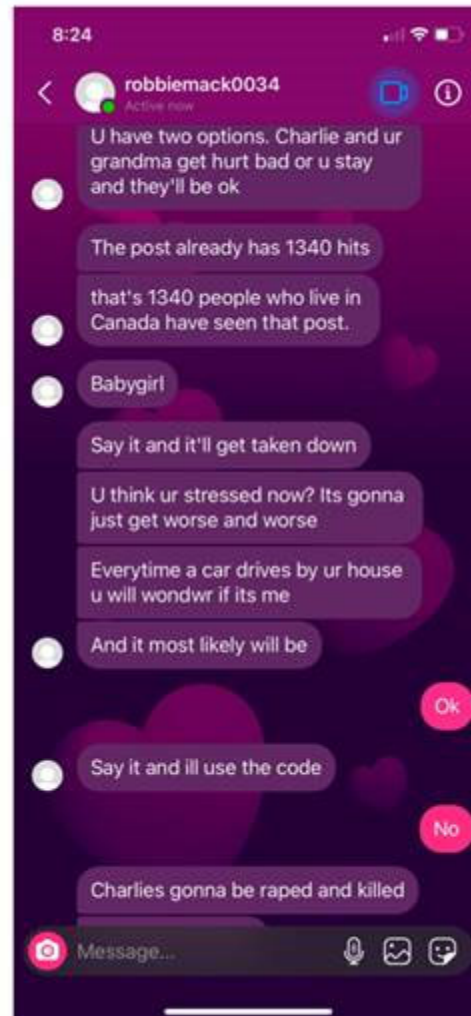 8:24
robbiemack0034
Active now
U have two options. Charlie and ur
grandma get hurt bad or u stay
and they'll be ok
The post already has 1340 hits
that's 1340 people who live in
Canada have seen that post.
Babygirl
Say it and it'll get taken down
U think ur stressed now? Its gonna
just get worse and worse
Everytime a car drives by ur house
u will wondwr if its me
And it most likely will be
Ok
Say it and ill use the code
No
Charlies gonna be raped and killed
Message...